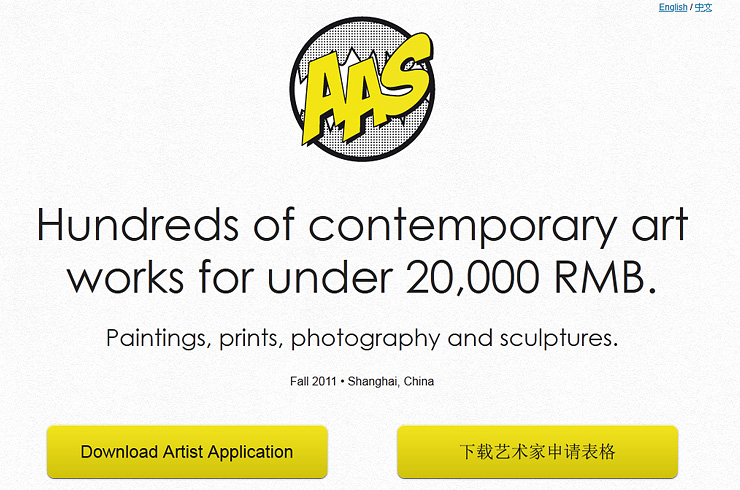 English / 中文
AAS
Hundreds of contemporary art
works for under 20,000 RMB.
Paintings, prints, photography and sculptures.
Fall 2011 • Shanghai, China
Download Artist Application
下载艺术家申请表格